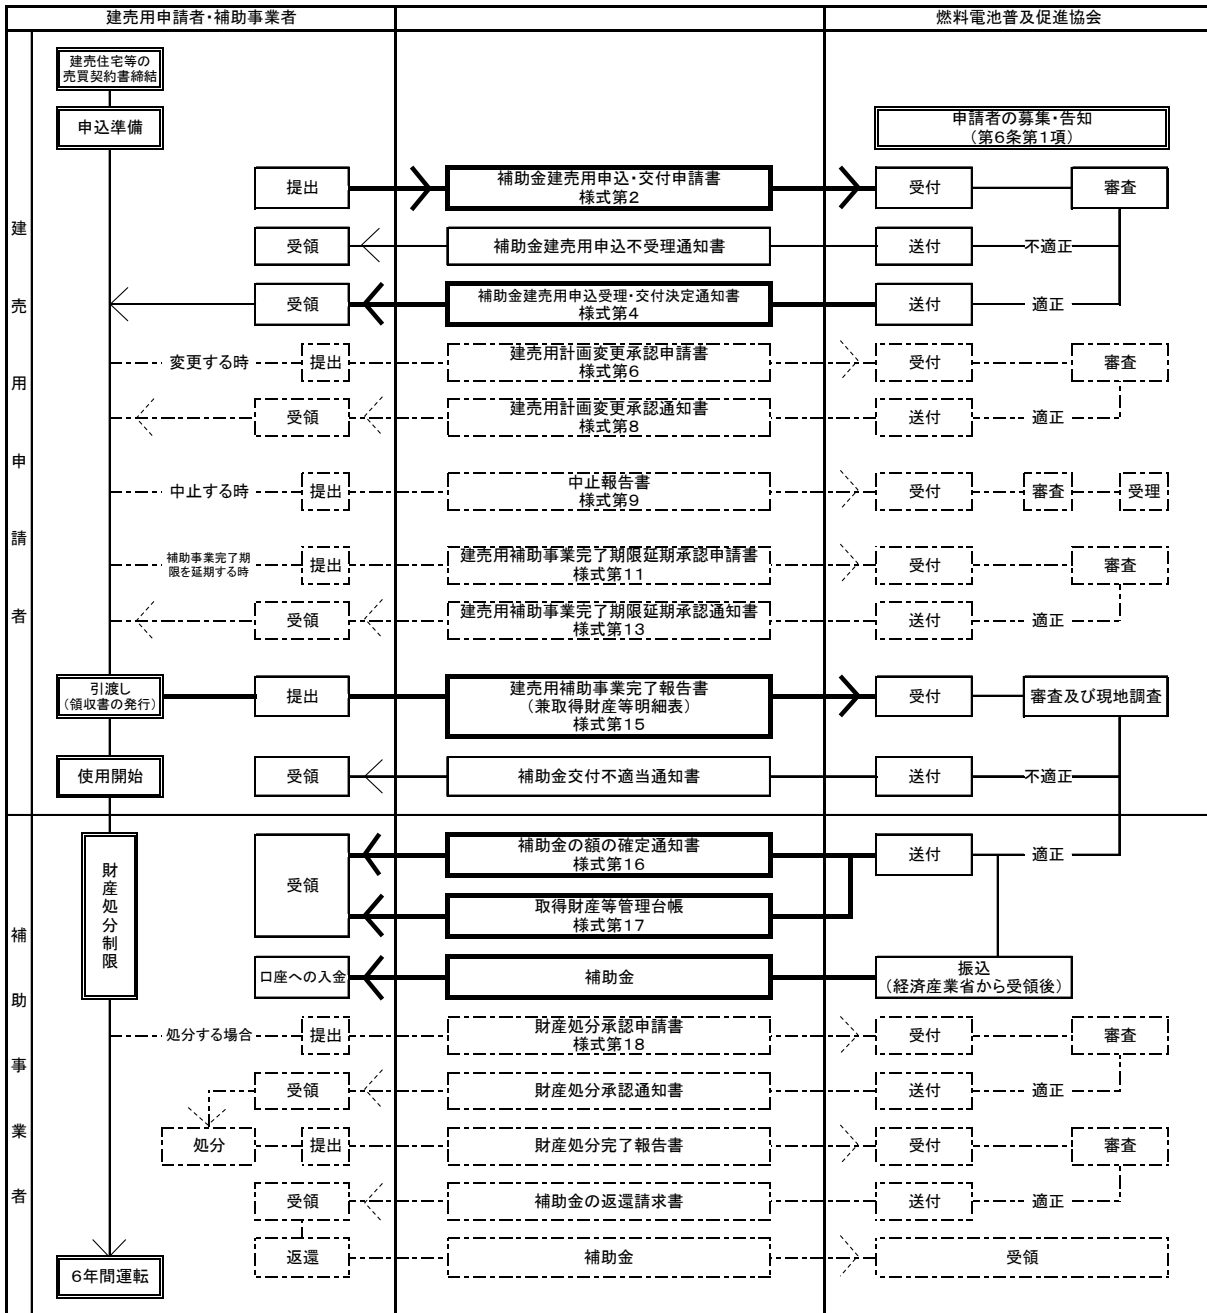 建売用申請者・補助事業者
燃料電池普及促進協会
建売用申請者
建売住宅等の
売買契約書締結
申込準備
申請者の募集・告知
(第6条第1項)
提出
補助金建売用申込・交付申請書
様式第2
受付
審査
受領
補助金建売用申込不受理通知書
送付
不適正
受領
補助金建売用申込受理・交付決定通知書
様式第4
送付
適正
変更する時
提出
建売用計画変更承認申請書
様式第6
受付
審査
受領
建売用計画変更承認通知書
様式第8
送付
適正
中止する時
提出
中止報告書
様式第9
受付
審査
受理
補助事業完了期
限を延期する時
提出
建売用補助事業完了期限延期承認申請書
様式第11
受付
審査
受領
建売用補助事業完了期限延期承認通知書
様式第13
送付
適正
引渡し
(領収書の発行)
提出
建売用補助事業完了報告書
(兼取得財産等明細表)
様式第15
受付
審査及び現地調査
使用開始
受領
補助金交付不適当通知書
送付
不適正
補助事業者
財産処分制限
受領
補助金の額の確定通知書
様式第16
送付
適正
取得財産等管理台帳
様式第17
口座への入金
補助金
振込
(経済産業省から受領後)
処分する場合
提出
財産処分承認申請書
様式第18
受付
審査
受領
財産処分承認通知書
送付
適正
処分
提出
財産処分完了報告書
受付
審査
受領
補助金の返還請求書
送付
適正
返還
補助金
受領
6年間運転